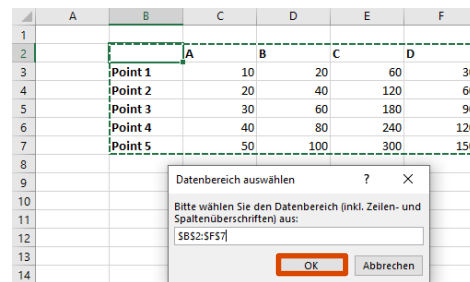 A B C D E F
1
2 A B C D
3 Point 1 10 20 60
4 Point 2 20 40 120
5 Point 3 30 60 180
6 Point 4 40 80 240
7 Point 5 50 100 300
8
9 Datenbereich auswählen ? ×
10
11 Bitte wählen Sie den Datenbereich (inkl. Zeilen- und
Spaltenüberschriften) aus:
12 $B$2:$F$7
13
14 OK Abbrechen